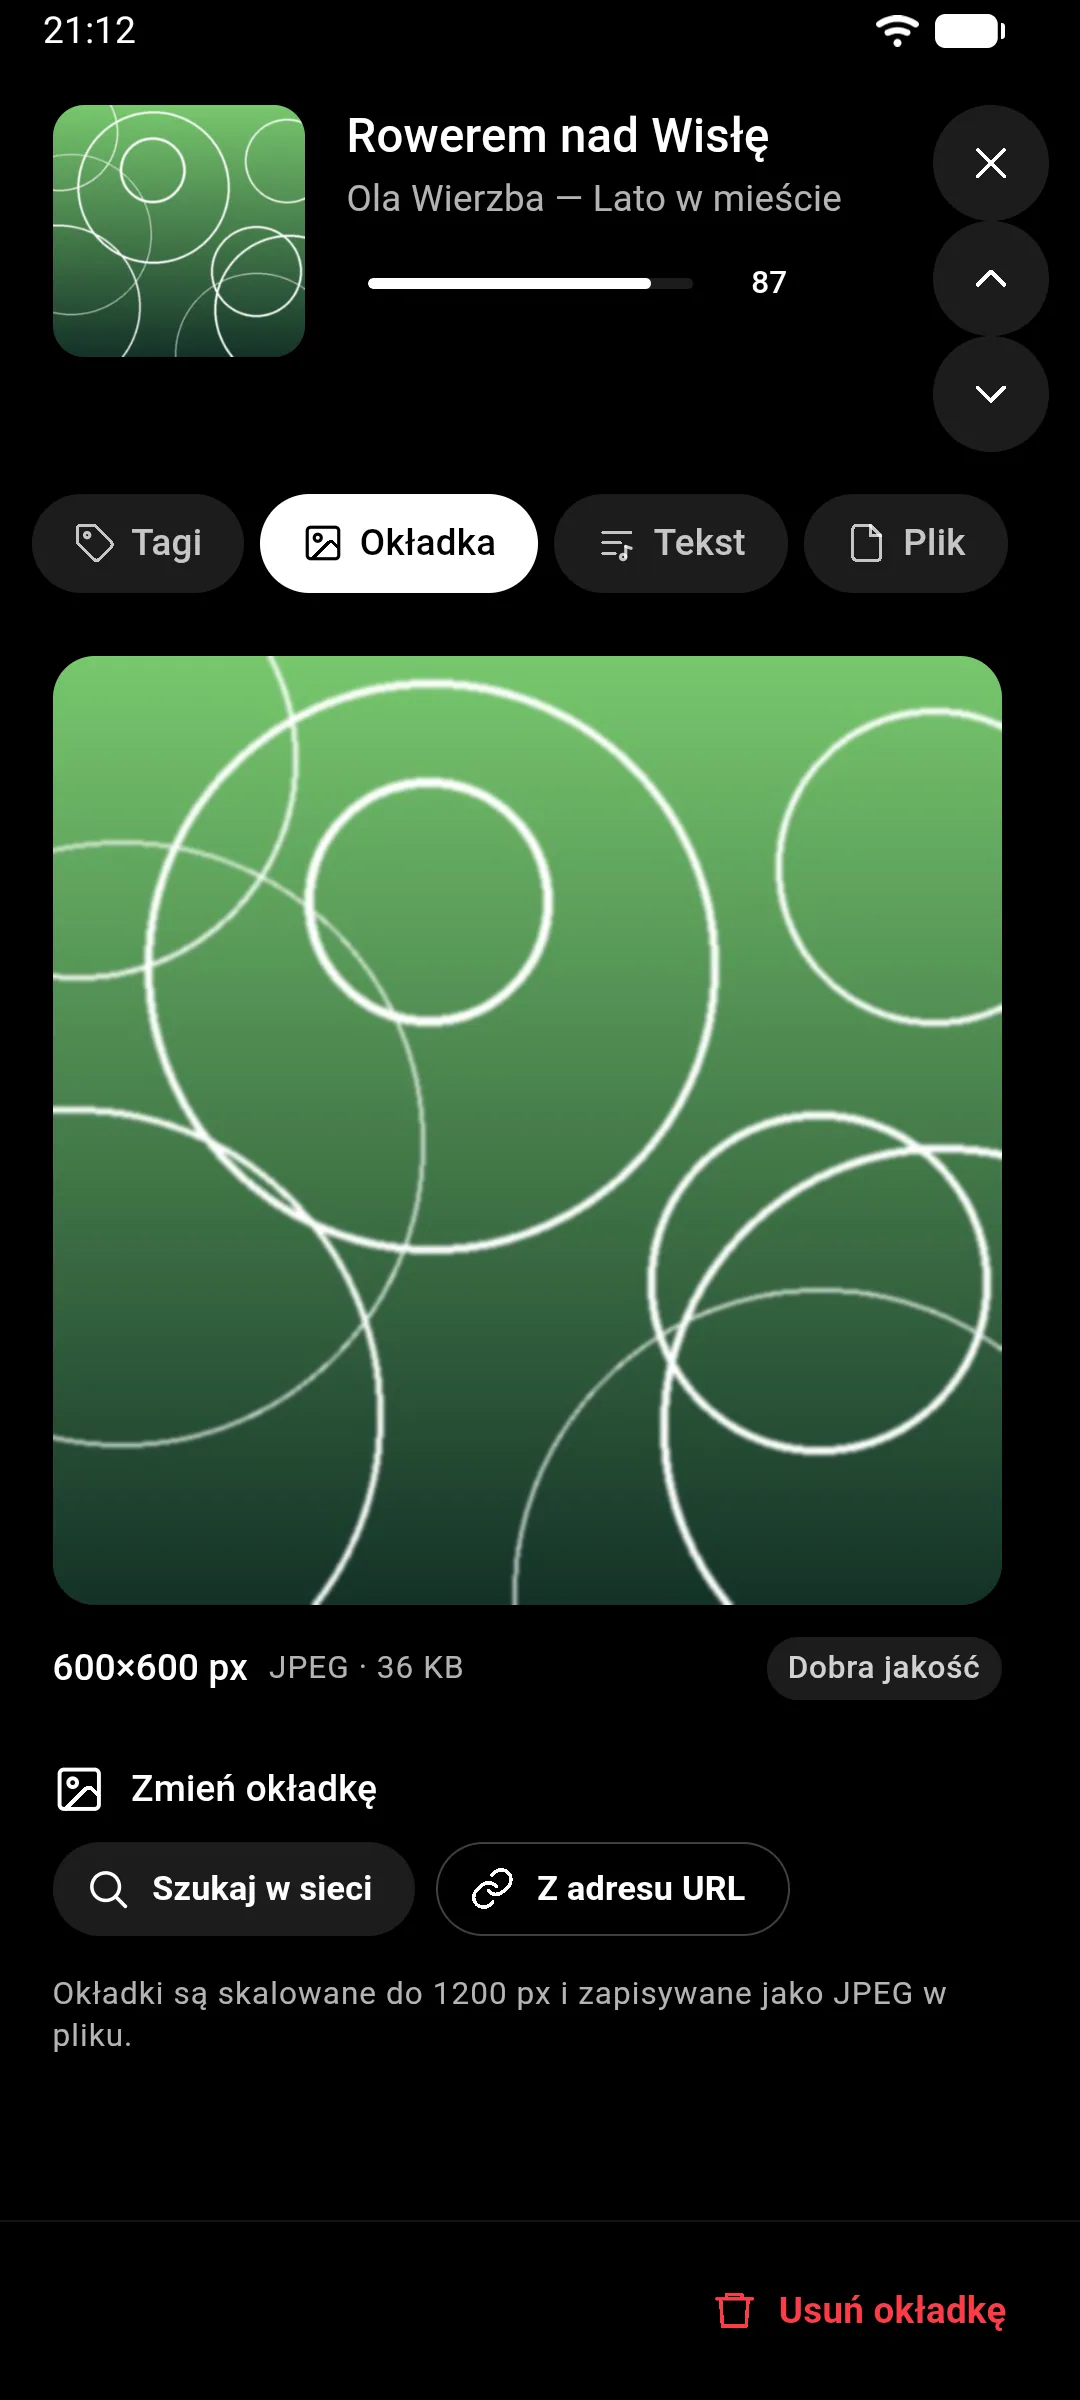 21:12
Rowerem nad Wisłę
Ola Wierzba — Lato w mieście
87
Tagi
Okładka
Tekst
Plik
600×600 px JPEG · 36 KB
Dobra jakość
Zmień okładkę
Szukaj w sieci
Z adresu URL
Okładki są skalowane do 1200 px i zapisywane jako JPEG w
pliku.
Usuń okładkę